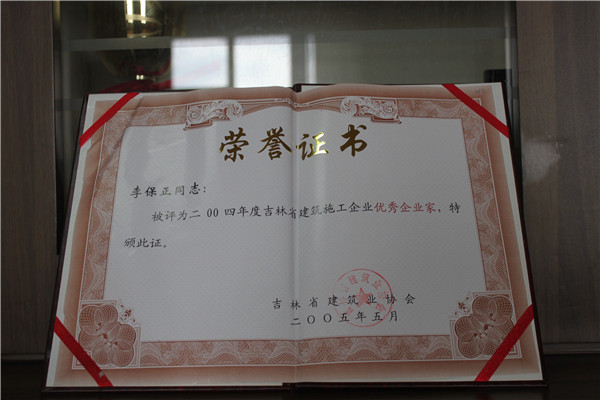 荣誉证书
李保正同志：
被评为二00四年度吉林省建筑施工企业优秀企业家，特
颁此证。
吉林省建筑业协会
二〇〇五年五月